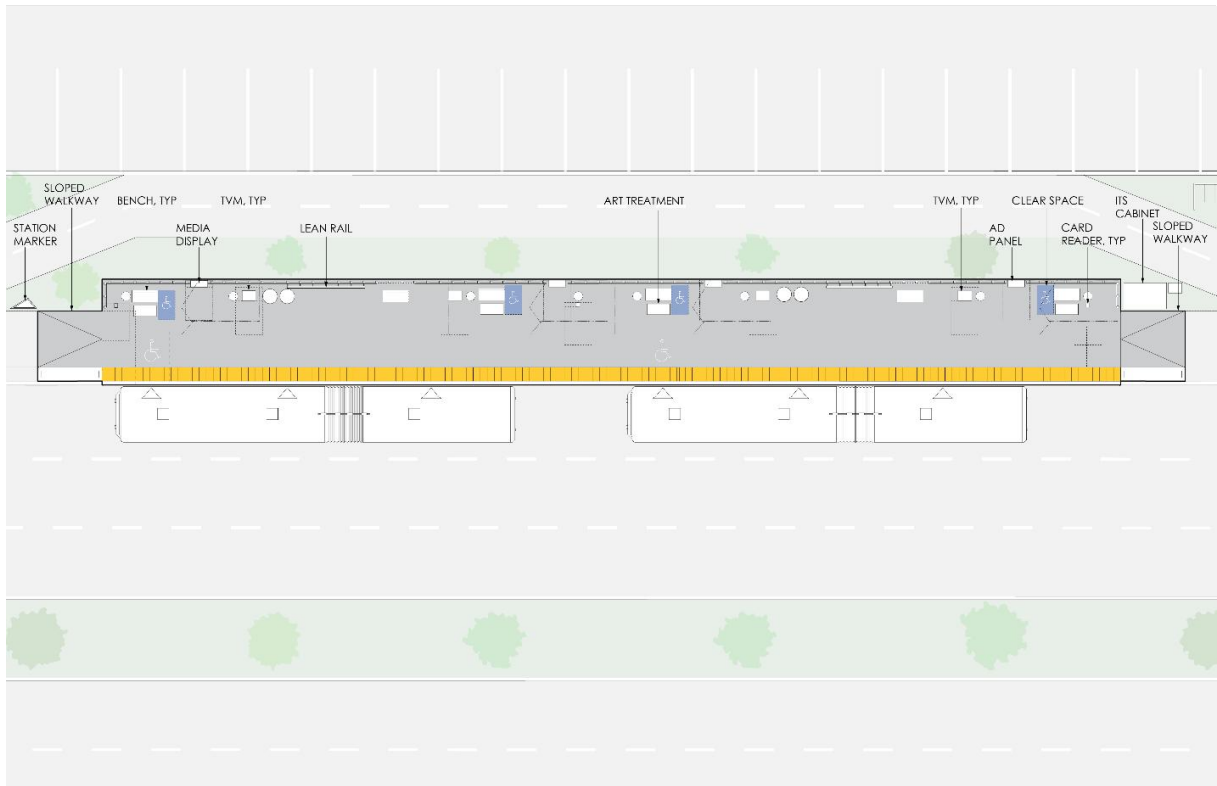 SLOPED
WALKWAY
BENCH, TYP
TVM, TYP
ART TREATMENT
TVM, TYP
CLEAR SPACE
ITS
CABINET
STATION
MARKER
MEDIA
DISPLAY
LEAN RAIL
AD
PANEL
CARD
READER, TYP
SLOPED
WALKWAY